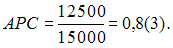 APC = 12500/15000 = 0,8(3).